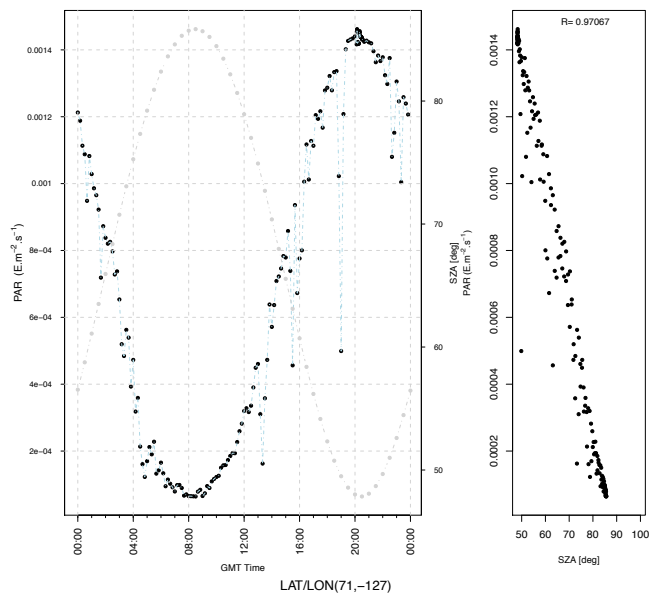 0.0014
0.0012
0.001
8e−04
6e−04
4e−04
2e−04
PAR (E.m−2.s−1)
00:00
04:00
08:00
12:00
16:00
20:00
00:00
GMT Time
80
70
60
50
SZA [deg]
PAR (E.m−2.s−1)
R= 0.97067
0.0014
0.0012
0.0010
0.0008
0.0006
0.0004
0.0002
50 60 70 80 90 100
SZA [deg]
LAT/LON(71,−127)